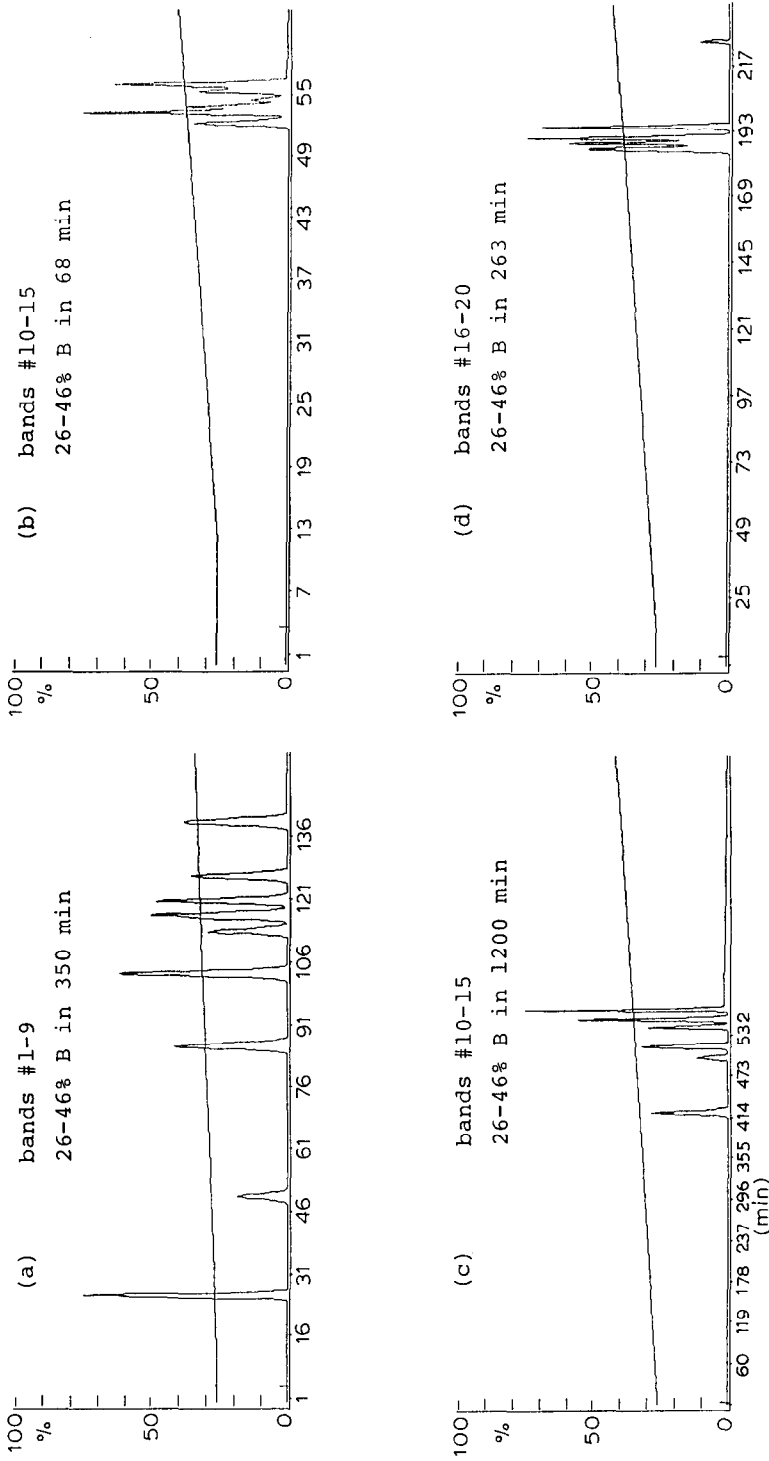 (a) bands #1-9
26-46% B in 350 min
100
%
50
0
1 16 31 46 61 76 91 106 121 136
(b) bands #10-15
26-46% B in 68 min
100
%
50
0
1 7 13 19 25 31 37 43 49 55
(c) bands #10-15
26-46% B in 1200 min
100
%
50
0
60 119 178 237 296 355 414 473 532
(min)
(d) bands #16-20
26-46% B in 263 min
100
%
50
0
25 49 73 97 121 145 169 193 217